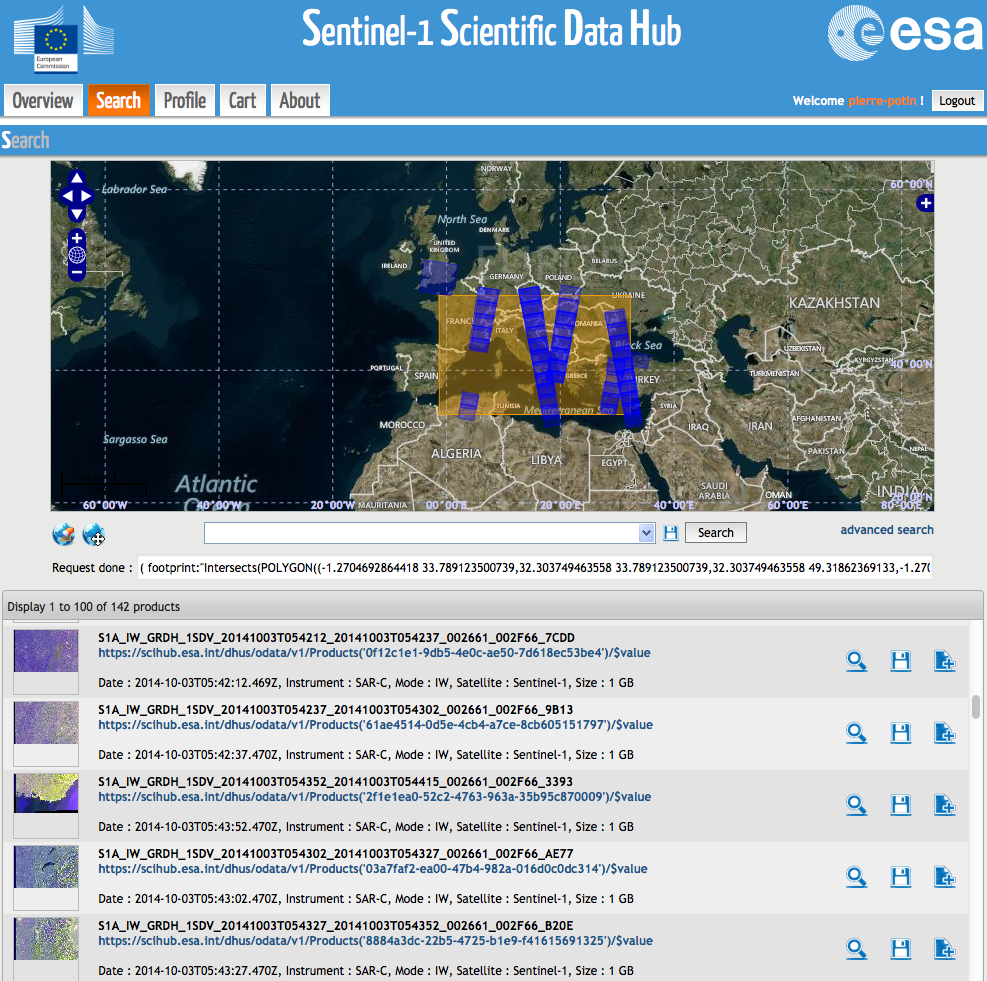 European
Commission
Sentinel-1 Scientific Data Hub
esa
Overview
Search
Profile
Cart
About
Welcome pierre-potin !
Logout
Search
Labrador Sea
NORWAY
60°00'N
North Sea
DENMARK
UNITED
KINGDOM
IRELAND
BELARUS
GERMANY
POLAND
UKRAINE
KAZAKHSTAN
FRANC
ITALY
OMANIA
Black Sea
UZBEKISTAN
KYRGYZSTAN
40°00'N
PORTUGAL
SPAIN
GREECE
URKEY
TURKMENISTAN
TUNISIA
Mediterranean Sea
SYRIA
MOROCCO
AFGHANISTAN
IRAQ
IRAN
Sargasso Sea
ALGERIA
LIBYA
EGYPT
PAKISTAN
NEPAL
Atlantic
SAUDI
ARABIA
OMAN
INDIA
20°00'N
60°00'W
40°00'W
20°00'W
MAURITANIA
00°00'E
20°00'E
40°00'E
60°00'E
80°00'E
Search
advanced search
Request done :
( footprint:"Intersects(POLYGON((-1.2704692864418 33.789123500739,32.303749463558 33.789123500739,32.303749463558 49.31862369133,-1.270
Display 1 to 100 of 142 products
S1A_IW_GRDH_1SDV_20141003T054212_20141003T054237_002661_002F66_7CDD
https://scihub.esa.int/dhus/odata/v1/Products('0f12c1e1-9db5-4e0c-ae50-7d618ec53be4')/$value
Date : 2014-10-03T05:42:12.469Z, Instrument : SAR-C, Mode : IW, Satellite : Sentinel-1, Size : 1 GB
S1A_IW_GRDH_1SDV_20141003T054237_20141003T054302_002661_002F66_9B13
https://scihub.esa.int/dhus/odata/v1/Products('61ae4514-0d5e-4cb4-a7ce-8cb605151797')/$value
Date : 2014-10-03T05:42:37.470Z, Instrument : SAR-C, Mode : IW, Satellite : Sentinel-1, Size : 1 GB
S1A_IW_GRDH_1SDV_20141003T054352_20141003T054415_002661_002F66_3393
https://scihub.esa.int/dhus/odata/v1/Products('2f1e1ea0-52c2-4763-963a-35b95c870009')/$value
Date : 2014-10-03T05:43:52.470Z, Instrument : SAR-C, Mode : IW, Satellite : Sentinel-1, Size : 1 GB
S1A_IW_GRDH_1SDV_20141003T054302_20141003T054327_002661_002F66_AE77
https://scihub.esa.int/dhus/odata/v1/Products('03a7faf2-ea00-47b4-982a-016d0c0dc314')/$value
Date : 2014-10-03T05:43:02.470Z, Instrument : SAR-C, Mode : IW, Satellite : Sentinel-1, Size : 1 GB
S1A_IW_GRDH_1SDV_20141003T054327_20141003T054352_002661_002F66_B20E
https://scihub.esa.int/dhus/odata/v1/Products('8884a3dc-22b5-4725-b1e9-f41615691325')/$value
Date : 2014-10-03T05:43:27.470Z, Instrument : SAR-C, Mode : IW, Satellite : Sentinel-1, Size : 1 GB